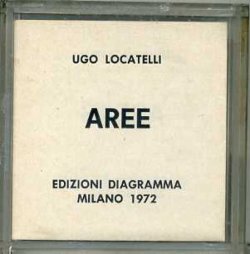 UGO LOCATELLI
AREE
EDIZIONI DIAGRAMMA
MILANO 1972